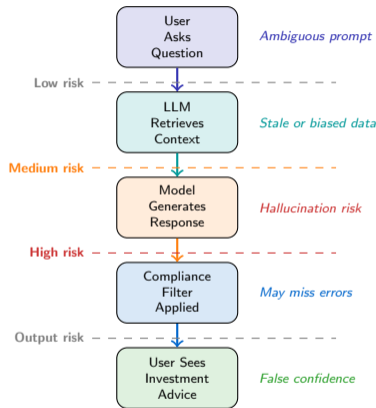 User
Asks
Question
Ambiguous prompt
Low risk
LLM
Retrieves
Context
Stale or biased data
Medium risk
Model
Generates
Response
Hallucination risk
High risk
Compliance
Filter
Applied
May miss errors
Output risk
User Sees
Investment
Advice
False confidence